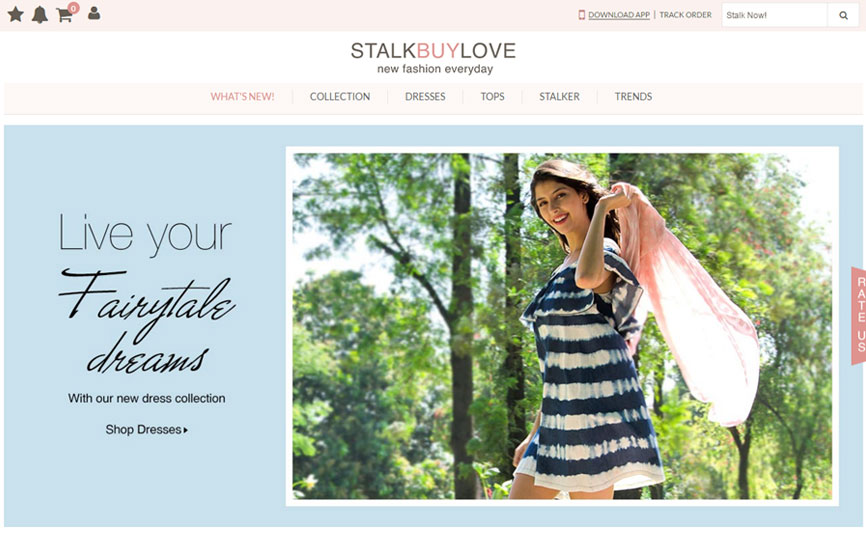 0
DOWNLOAD APP | TRACK ORDER
Stalk Now!
STALKBUYLOVE
new fashion everyday
WHAT'S NEW!
COLLECTION
DRESSES
TOPS
STALKER
TRENDS
Live your
Fairytale
dreams
With our new dress collection
Shop Dresses
RATE US